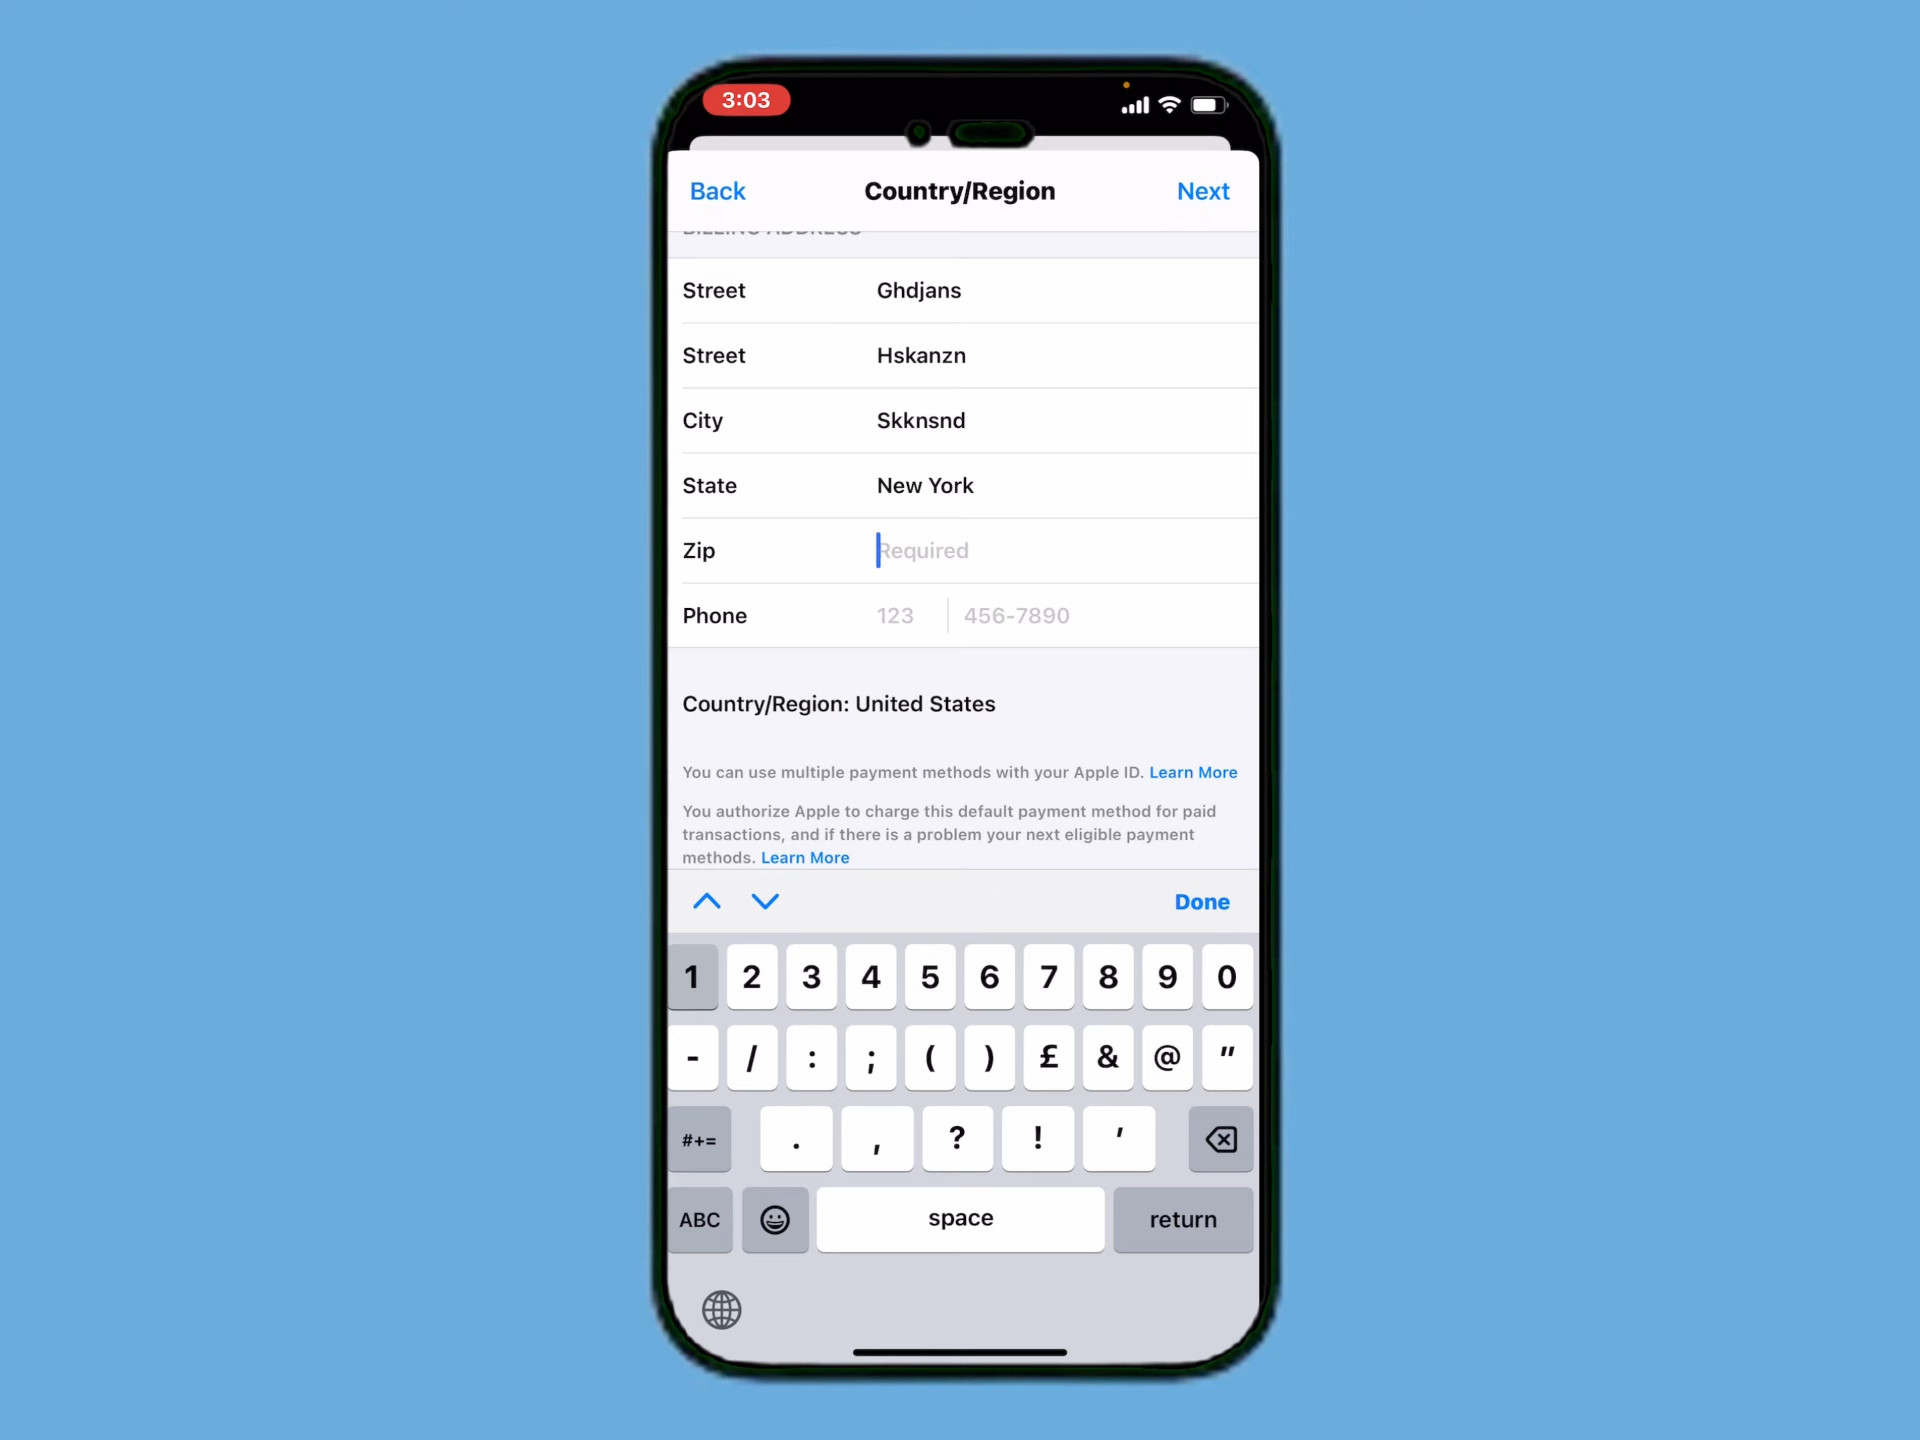 3:03
Back Country/Region Next
BILLING ADDRESS
Street Ghdjans
Street Hskanzn
City Skknsnd
State New York
Zip Required
Phone 123 456-7890
Country/Region: United States
You can use multiple payment methods with your Apple ID. Learn More
You authorize Apple to charge this default payment method for paid
transactions, and if there is a problem your next eligible payment
methods. Learn More
Done
1 2 3 4 5 6 7 8 9 0
- / : ; ( ) £ & @ "
#+= . , ? ! '
ABC space return